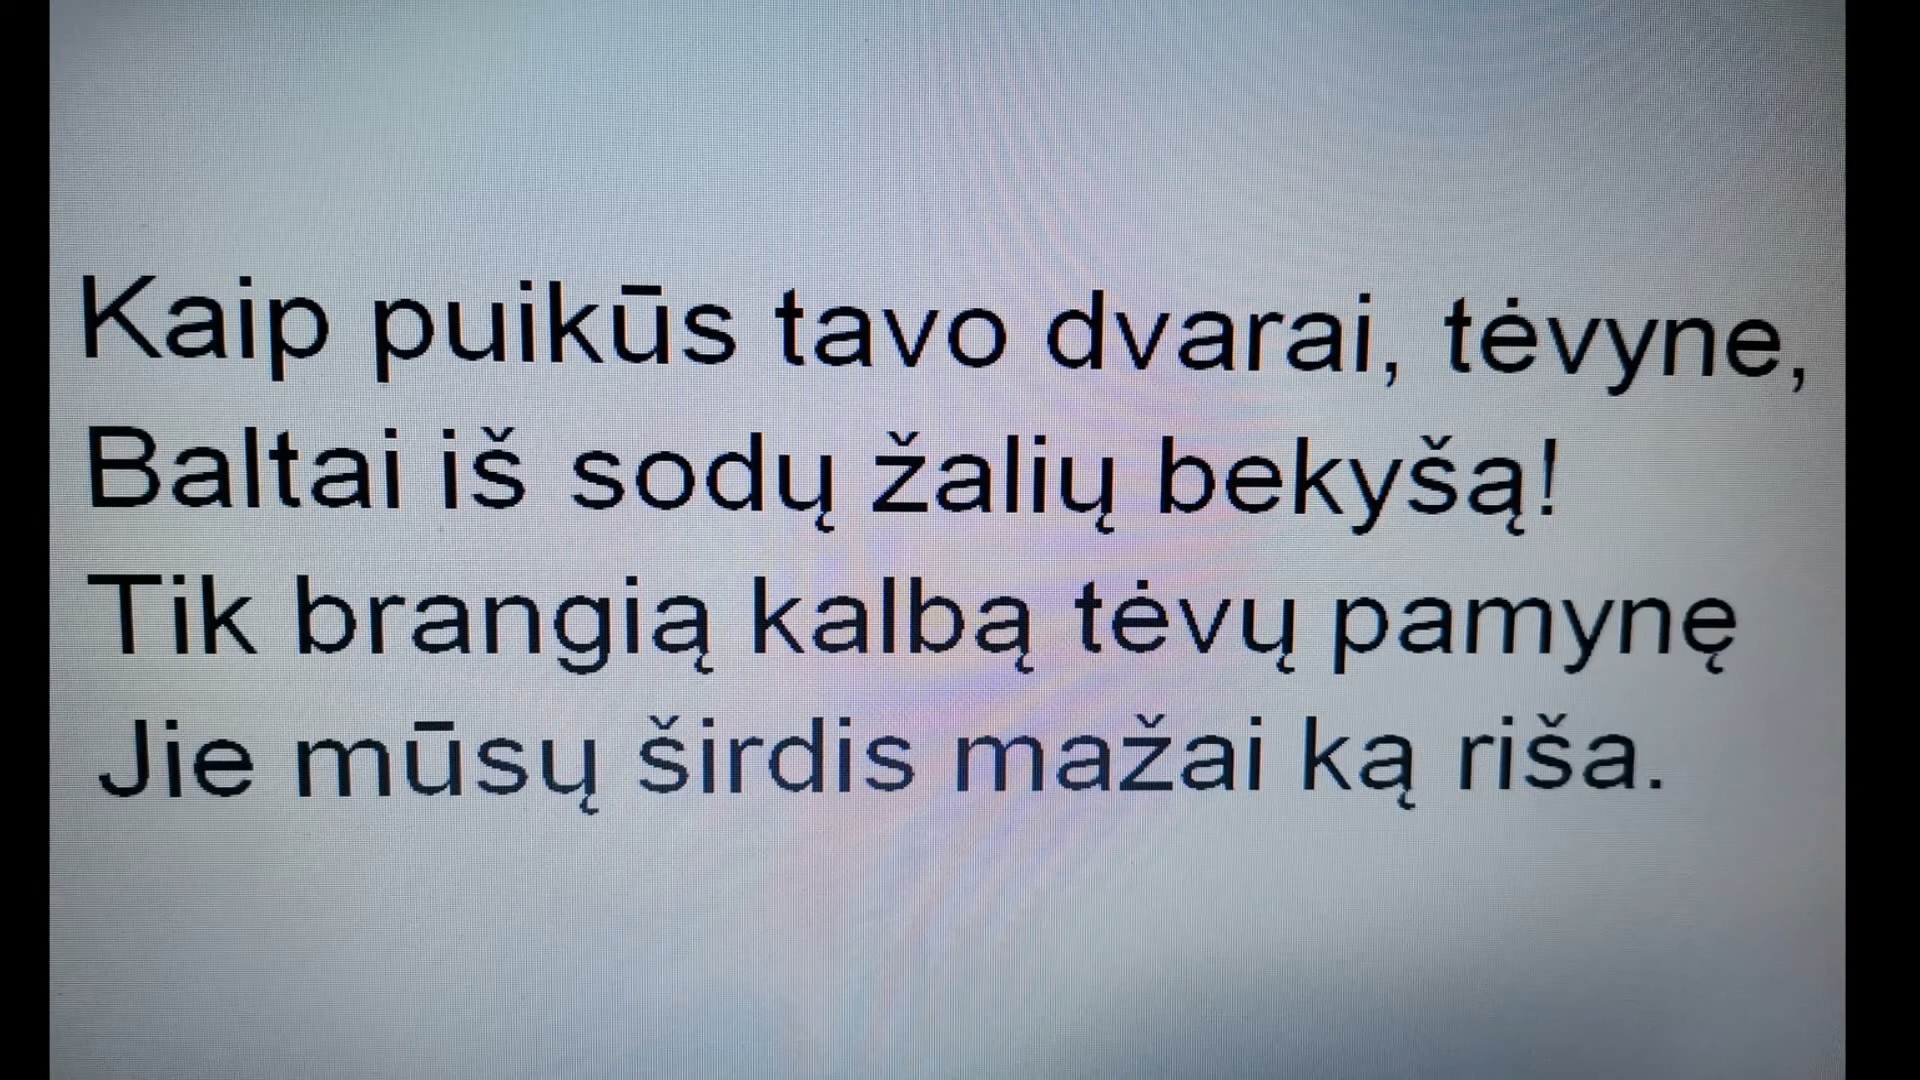 Kaip puikūs tavo dvarai, tėvyne,
Baltai iš sodų žalių bekyšą!
Tik brangią kalbą tėvų pamynę
Jie mūsų širdis mažai ką riša.